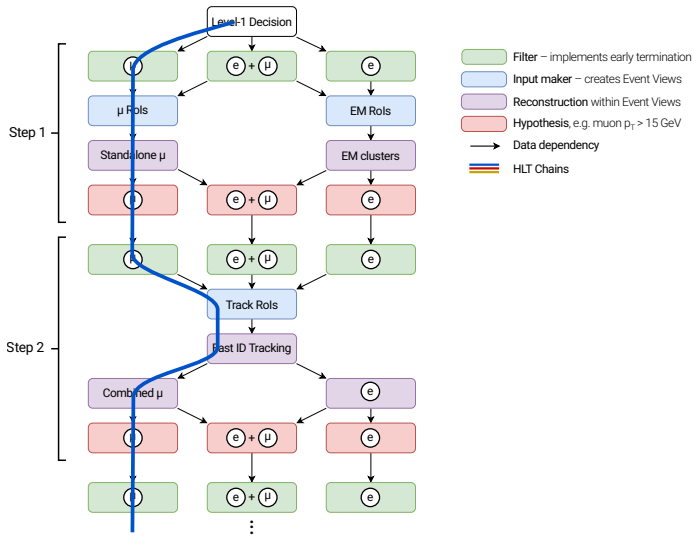 Level-1 Decision
μ
e + μ
e
μ RoIs
EM RoIs
Step 1
Standalone μ
EM clusters
μ
e + μ
e
μ
e + μ
e
Track RoIs
Step 2
Fast ID Tracking
Combined μ
e
μ
e + μ
e
μ
e + μ
e
⋮
Filter – implements early termination
Input maker – creates Event Views
Reconstruction within Event Views
Hypothesis, e.g. muon pT > 15 GeV
Data dependency
HLT Chains